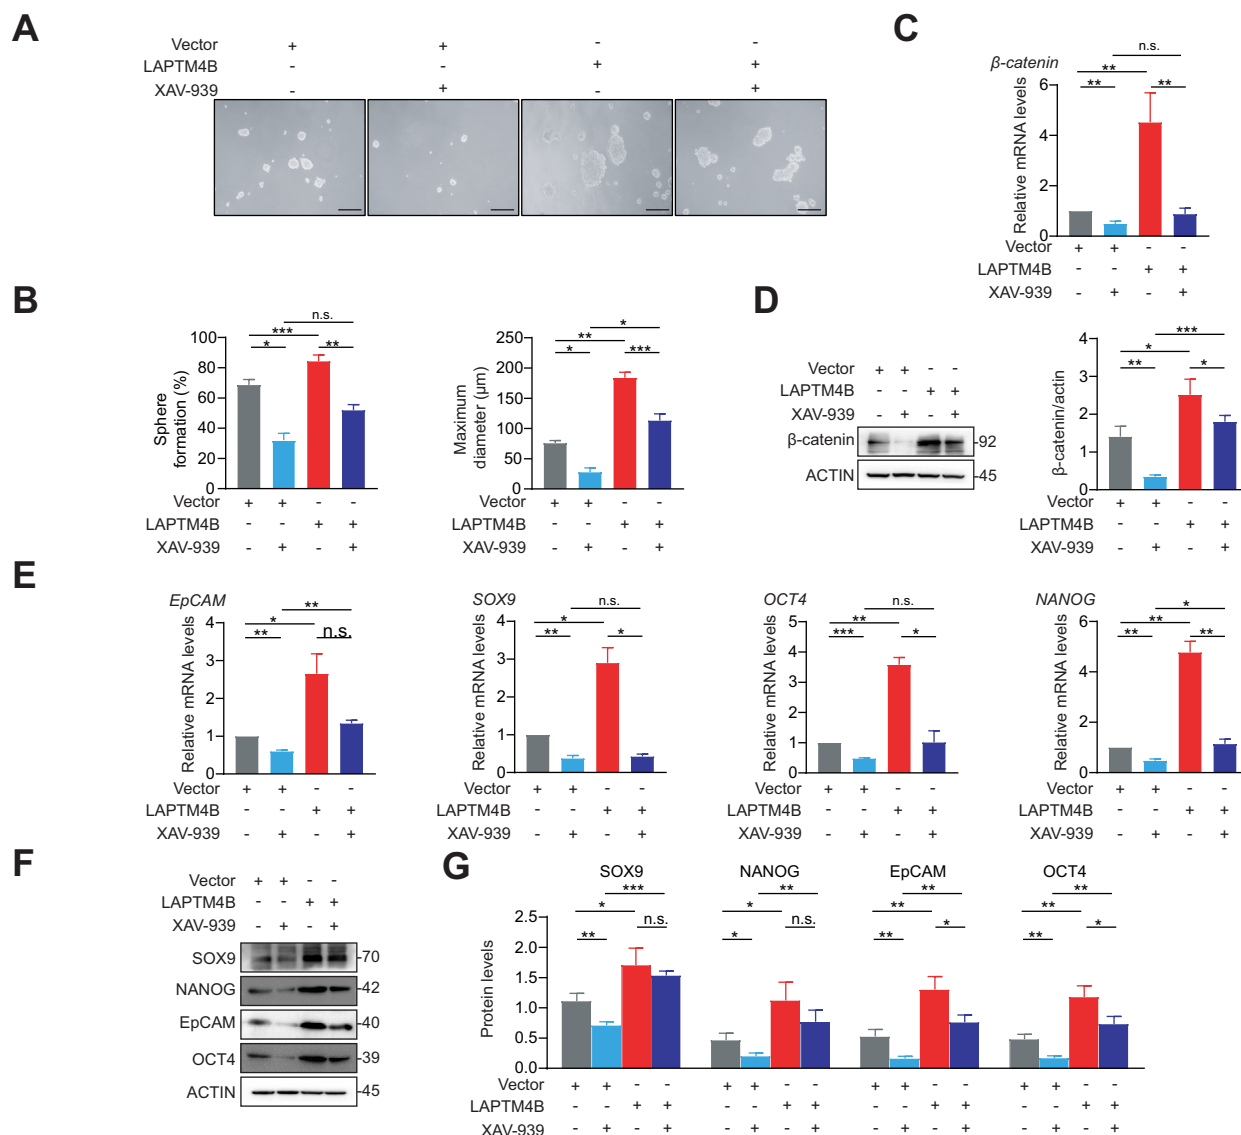 A
Vector + + - -
LAPTM4B - - + +
XAV-939 - + - +
C
β-catenin
n.s.
**
** **
Relative mRNA levels
6
4
2
0
Vector + + - -
LAPTM4B - - + +
XAV-939 - + - +
B
n.s.
***
* **
Sphere
formation (%)
100
80
60
40
20
0
Vector + + - -
LAPTM4B - - + +
XAV-939 - + - +
*
**
* ***
Maximum
diameter (µm)
250
200
150
100
50
0
Vector + + - -
LAPTM4B - - + +
XAV-939 - + - +
D
Vector + + - -
LAPTM4B - - + +
XAV-939 - + - +
β-catenin -92
ACTIN -45
***
*
** *
β-catenin/actin
4
3
2
1
0
Vector + + - -
LAPTM4B - - + +
XAV-939 - + - +
E
EpCAM
**
*
** n.s.
Relative mRNA levels
4
3
2
1
0
Vector + + - -
LAPTM4B - - + +
XAV-939 - + - +
SOX9
n.s.
*
** *
Relative mRNA levels
4
3
2
1
0
Vector + + - -
LAPTM4B - - + +
XAV-939 - + - +
OCT4
n.s.
**
*** *
Relative mRNA levels
5
4
3
2
1
0
Vector + + - -
LAPTM4B - - + +
XAV-939 - + - +
NANOG
*
**
** **
Relative mRNA levels
6
4
2
0
Vector + + - -
LAPTM4B - - + +
XAV-939 - + - +
F
Vector + + - -
LAPTM4B - - + +
XAV-939 - + - +
SOX9 -70
NANOG -42
EpCAM -40
OCT4 -39
ACTIN -45
G
SOX9 NANOG EpCAM OCT4
*** ** ** **
* * ** **
** n.s. * n.s. ** * ** *
Protein levels
2.5
2.0
1.5
1.0
0.5
0.0
Vector + + - - + + - - + + - - + + - -
LAPTM4B - - + + - - + + - - + + - - + +
XAV-939 - + - + - + - + - + - + - + - +